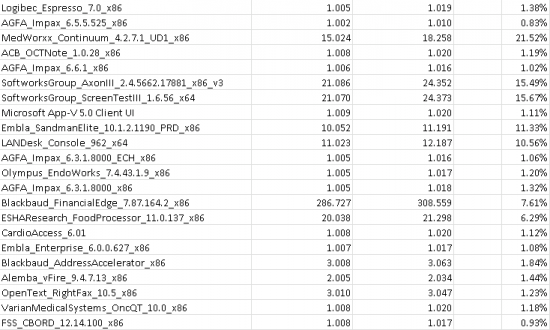 Logibec_Espresso_7.0_x86 1.005 1.019 1.38%
AGFA_Impax_6.5.5.525_x86 1.002 1.010 0.83%
MedWorxx_Continuum_4.2.7.1_UD1_x86 15.024 18.258 21.52%
ACB_OCTNote_1.0.28_x86 1.008 1.020 1.19%
AGFA_Impax_6.6.1_x86 1.006 1.016 1.02%
SoftworksGroup_AxonIII_2.4.5662.17881_x86_v3 21.086 24.352 15.49%
SoftworksGroup_ScreenTestIII_1.6.56_x64 21.070 24.373 15.67%
Microsoft App-V 5.0 Client UI 1.009 1.020 1.11%
Embla_SandmanElite_10.1.2.1190_PRD_x86 10.052 11.191 11.33%
LANDesk_Console_962_x64 11.023 12.187 10.56%
AGFA_Impax_6.3.1.8000_ECH_x86 1.005 1.016 1.06%
Olympus_EndoWorks_7.4.43.1.9_x86 1.005 1.017 1.20%
AGFA_Impax_6.3.1.8000_x86 1.005 1.018 1.32%
Blackbaud_FinancialEdge_7.87.164.2_x86 286.727 308.559 7.61%
ESHAResearch_FoodProcessor_11.0.137_x86 20.038 21.298 6.29%
CardioAccess_6.01 1.008 1.020 1.12%
Embla_Enterprise_6.0.0.627_x86 1.007 1.017 1.08%
Blackbaud_AddressAccelerator_x86 3.008 3.063 1.84%
Alemba_vFire_9.4.7.13_x86 2.005 2.034 1.44%
OpenText_RightFax_10.5_x86 3.010 3.047 1.23%
VarianMedicalSystems_OncQT_10.0_x86 1.008 1.020 1.18%
FSS_CBORD_12.14.100_x86 1.008 1.017 0.93%